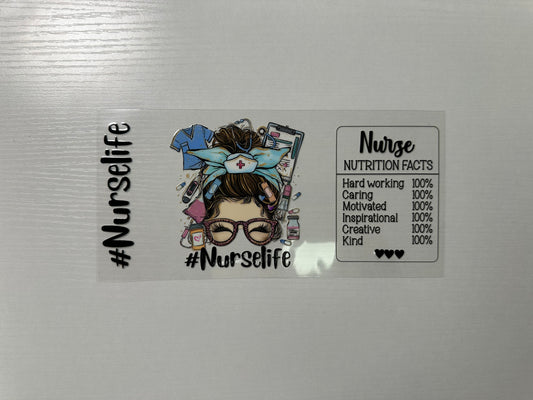 #Nurselife
#Nurselife
Nurse
NUTRITION FACTS
Hard working 100%
Caring 100%
Motivated 100%
Inspirational 100%
Creative 100%
Kind 100%